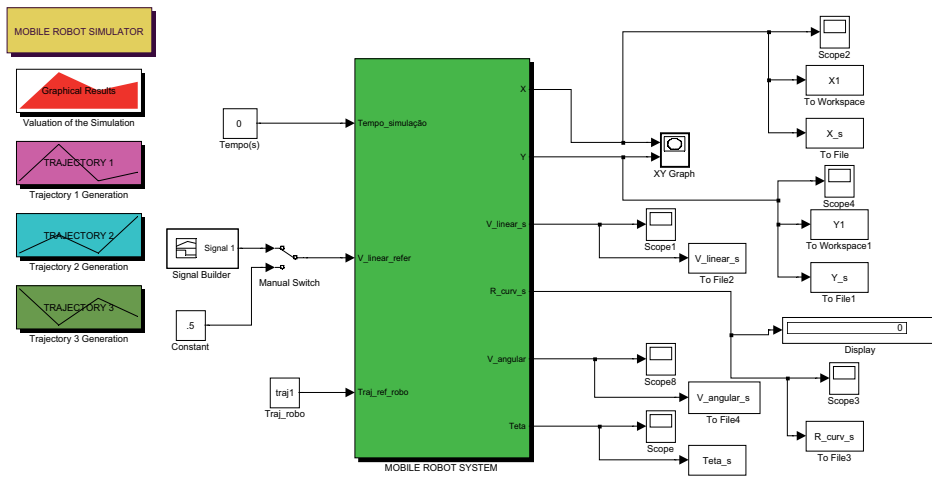 MOBILE ROBOT SIMULATOR
Graphical Results
Valuation of the Simulation
TRAJECTORY 1
Trajectory 1 Generation
TRAJECTORY 2
Trajectory 2 Generation
TRAJECTORY 3
Trajectory 3 Generation
0
Tempo(s)
Signal 1
Signal Builder
Manual Switch
.5
Constant
traj1
Traj_robo
Tempo_simulação
V_linear_refer
Traj_ref_robo
X
Y
V_linear_s
R_curv_s
V_angular
Teta
MOBILE ROBOT SYSTEM
XY Graph
Scope2
X1
To Workspace
X_s
To File
Scope4
Y1
To Workspace1
Y_s
To File1
Scope1
V_linear_s
To File2
0
Display
Scope8
V_angular_s
To File4
Scope3
R_curv_s
To File3
Scope
Teta_s